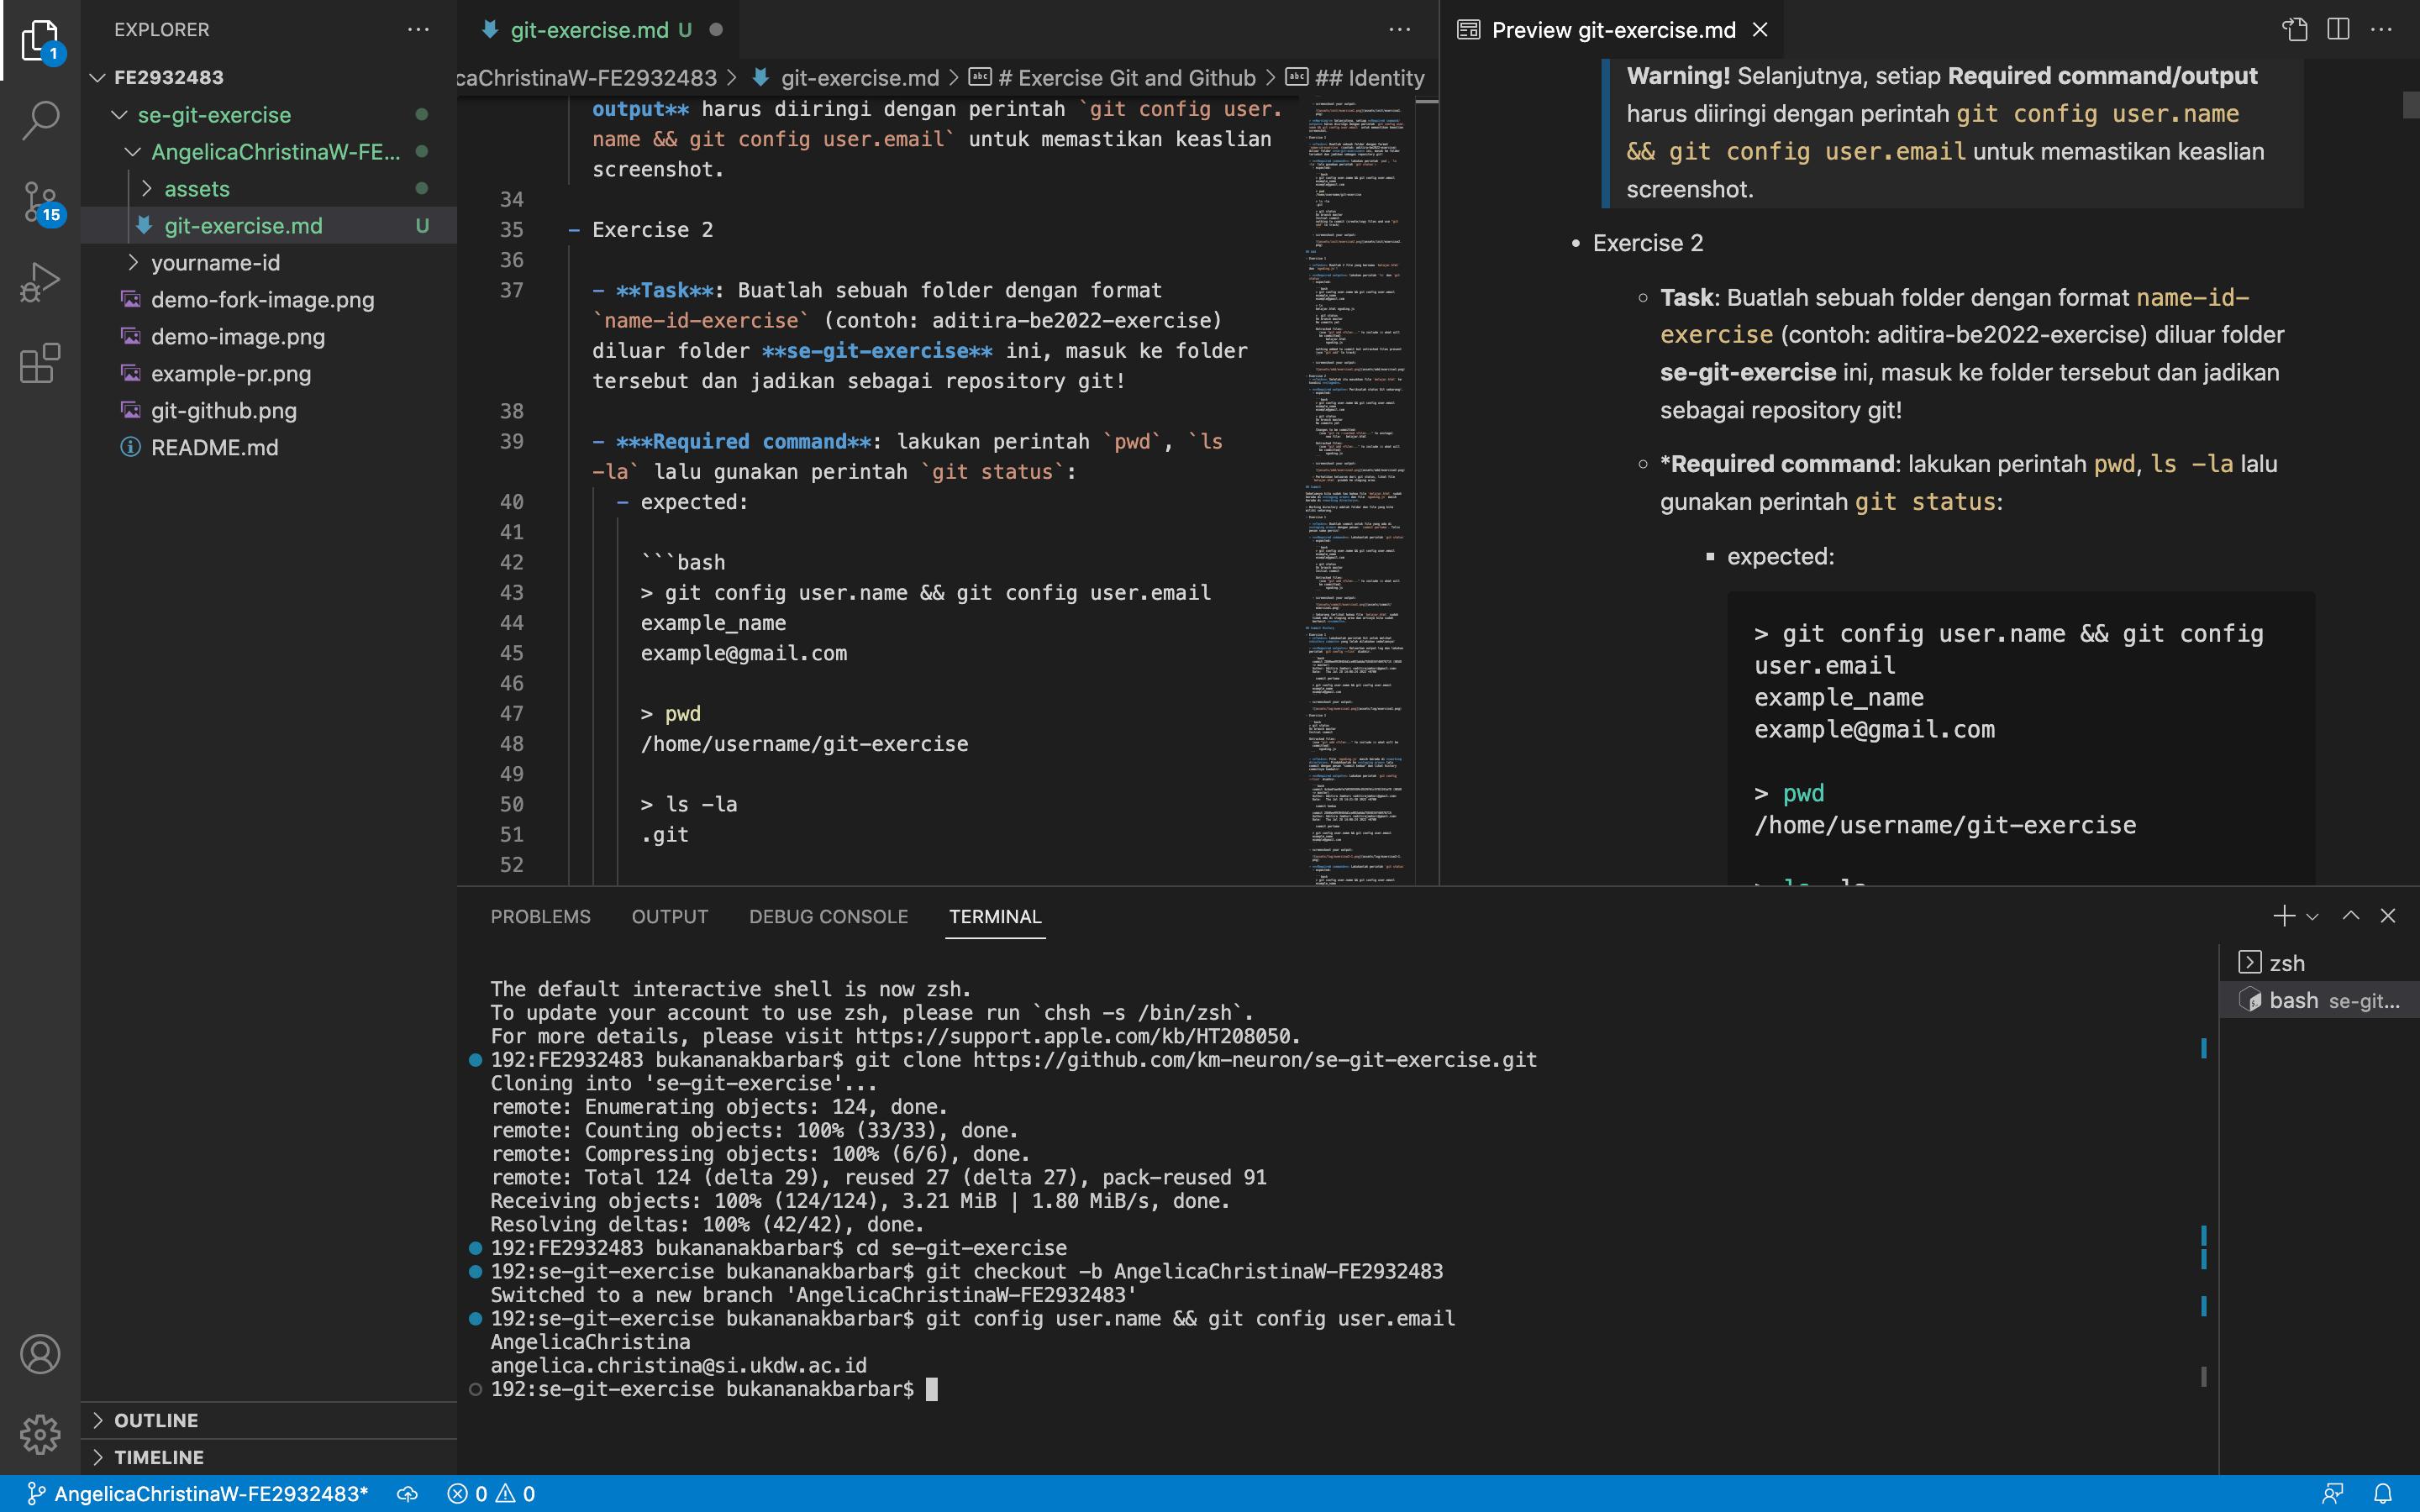 EXPLORER
FE2932483
se-git-exercise
AngelicaChristinaW-FE...
assets
git-exercise.md U
yourname-id
demo-fork-image.png
demo-image.png
example-pr.png
git-github.png
README.md
OUTLINE
TIMELINE
1
15
git-exercise.md U
caChristinaW-FE2932483 > git-exercise.md > # Exercise Git and Github > ## Identity
output** harus diiringi dengan perintah `git config user.
name && git config user.email` untuk memastikan keaslian
screenshot.
34
35 - Exercise 2
36
37 - **Task**: Buatlah sebuah folder dengan format
`name-id-exercise` (contoh: aditira-be2022-exercise)
diluar folder **se-git-exercise** ini, masuk ke folder
tersebut dan jadikan sebagai repository git!
38
39 - ***Required command**: lakukan perintah `pwd`, `ls
-la` lalu gunakan perintah `git status`:
40 - expected:
41
42 ```bash
43 > git config user.name && git config user.email
44 example_name
45 example@gmail.com
46
47 > pwd
48 /home/username/git-exercise
49
50 > ls -la
51 .git
52
Preview git-exercise.md
Warning! Selanjutnya, setiap Required command/output
harus diiringi dengan perintah git config user.name
&& git config user.email untuk memastikan keaslian
screenshot.
• Exercise 2
Task: Buatlah sebuah folder dengan format name-id-
exercise (contoh: aditira-be2022-exercise) diluar folder
se-git-exercise ini, masuk ke folder tersebut dan jadikan
sebagai repository git!
*Required command: lakukan perintah pwd, ls -la lalu
gunakan perintah git status:
expected:
> git config user.name && git config
user.email
example_name
example@gmail.com
> pwd
/home/username/git-exercise
PROBLEMS OUTPUT DEBUG CONSOLE TERMINAL
The default interactive shell is now zsh.
To update your account to use zsh, please run `chsh -s /bin/zsh`.
For more details, please visit https://support.apple.com/kb/HT208050.
192:FE2932483 bukananakbarbar$ git clone https://github.com/km-neuron/se-git-exercise.git
Cloning into 'se-git-exercise'...
remote: Enumerating objects: 124, done.
remote: Counting objects: 100% (33/33), done.
remote: Compressing objects: 100% (6/6), done.
remote: Total 124 (delta 29), reused 27 (delta 27), pack-reused 91
Receiving objects: 100% (124/124), 3.21 MiB | 1.80 MiB/s, done.
Resolving deltas: 100% (42/42), done.
192:FE2932483 bukananakbarbar$ cd se-git-exercise
192:se-git-exercise bukananakbarbar$ git checkout -b AngelicaChristinaW-FE2932483
Switched to a new branch 'AngelicaChristinaW-FE2932483'
192:se-git-exercise bukananakbarbar$ git config user.name && git config user.email
AngelicaChristina
angelica.christina@si.ukdw.ac.id
192:se-git-exercise bukananakbarbar$
zsh
bash se-git...
AngelicaChristinaW-FE2932483* 0 0